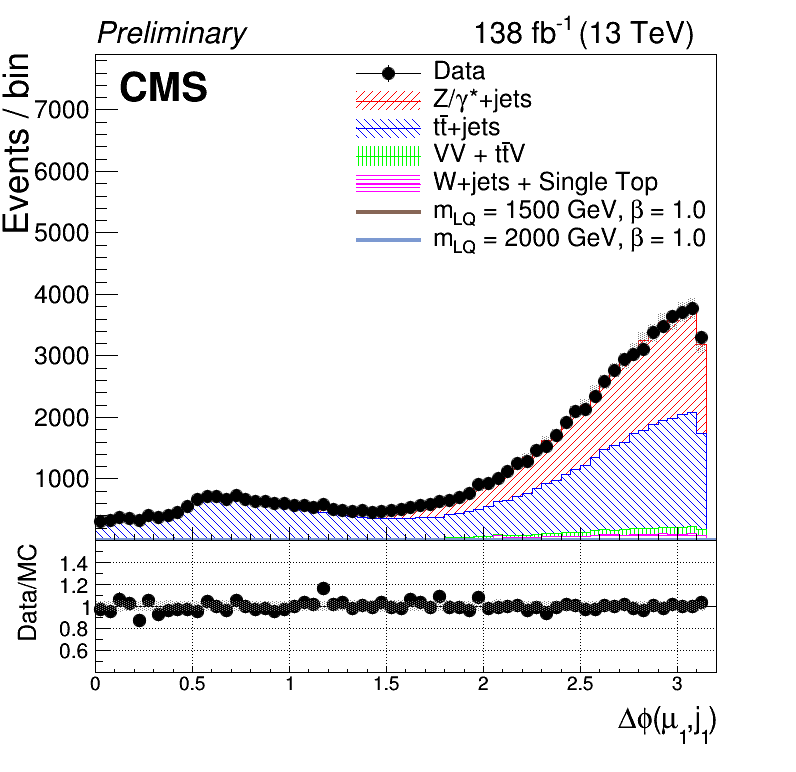 Preliminary 138 fb⁻¹ (13 TeV)
CMS
Data
Z/γ*+jets
tt̄+jets
VV + tt̄V
W+jets + Single Top
m_LQ = 1500 GeV, β = 1.0
m_LQ = 2000 GeV, β = 1.0
Events / bin
7000
6000
5000
4000
3000
2000
1000
Data/MC
1.4
1.2
1
0.8
0.6
0 0.5 1 1.5 2 2.5 3
Δϕ(μ₁,j₁)